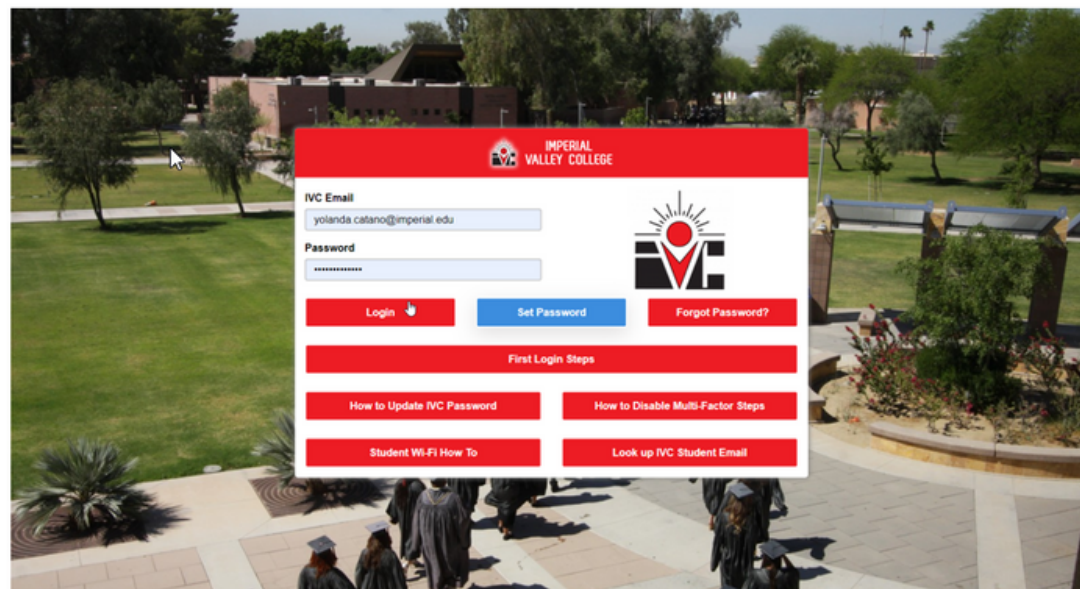 IMPERIAL
VALLEY COLLEGE
IVC Email
yolanda.catano@imperial.edu
Password
•••••••••••••
IVC
Login
Set Password
Forgot Password?
First Login Steps
How to Update IVC Password
How to Disable Multi-Factor Steps
Student Wi-Fi How To
Look up IVC Student Email